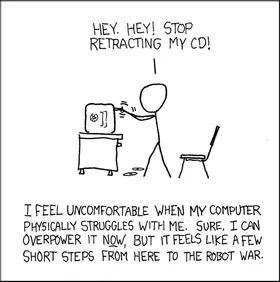 HEY. HEY! STOP
RETRACTING MY CD!
I FEEL UNCOMFORTABLE WHEN MY COMPUTER
PHYSICALLY STRUGGLES WITH ME. SURE, I CAN
OVERPOWER IT NOW, BUT IT FEELS LIKE A FEW
SHORT STEPS FROM HERE TO THE ROBOT WAR.